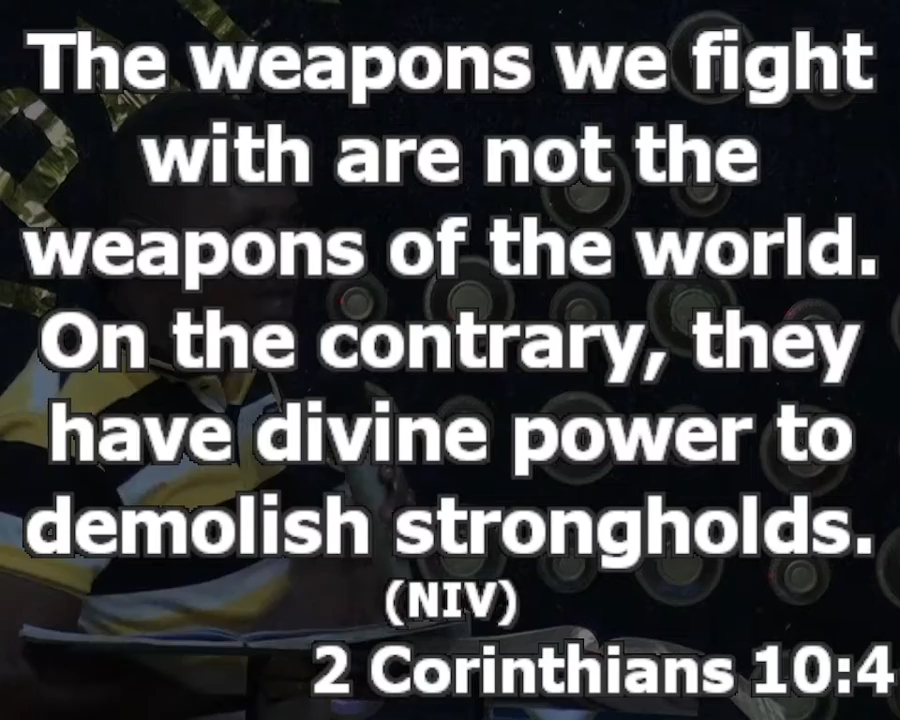 The weapons we fight
with are not the
weapons of the world.
On the contrary, they
have divine power to
demolish strongholds.
(NIV)
2 Corinthians 10:4